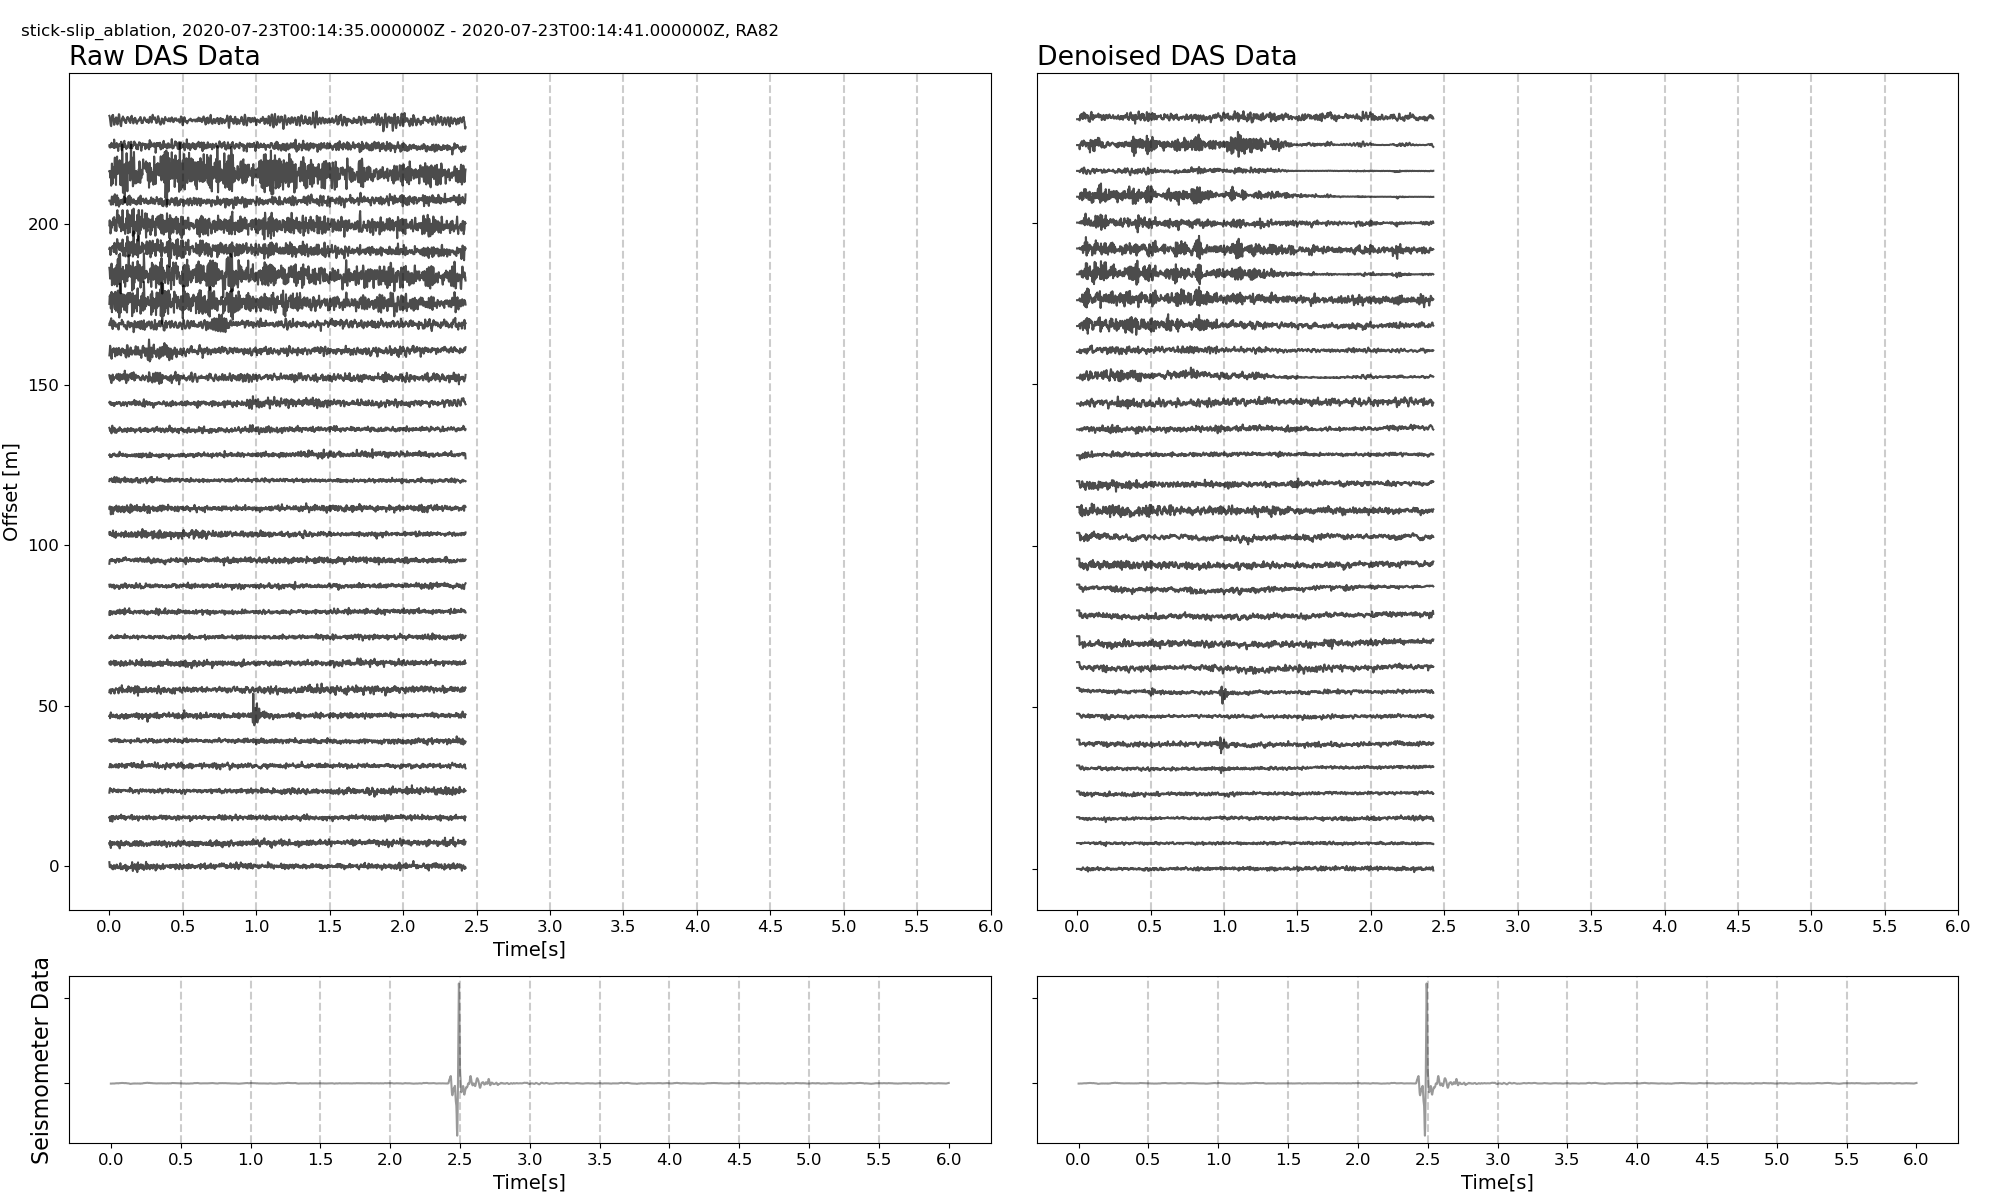 stick-slip_ablation, 2020-07-23T00:14:35.000000Z - 2020-07-23T00:14:41.000000Z, RA82
Raw DAS Data
Denoised DAS Data
Offset [m]
200
150
100
50
0
0.0 0.5 1.0 1.5 2.0 2.5 3.0 3.5 4.0 4.5 5.0 5.5 6.0
Time[s]
0.0 0.5 1.0 1.5 2.0 2.5 3.0 3.5 4.0 4.5 5.0 5.5 6.0
Seismometer Data
0.0 0.5 1.0 1.5 2.0 2.5 3.0 3.5 4.0 4.5 5.0 5.5 6.0
Time[s]
0.0 0.5 1.0 1.5 2.0 2.5 3.0 3.5 4.0 4.5 5.0 5.5 6.0
Time[s]